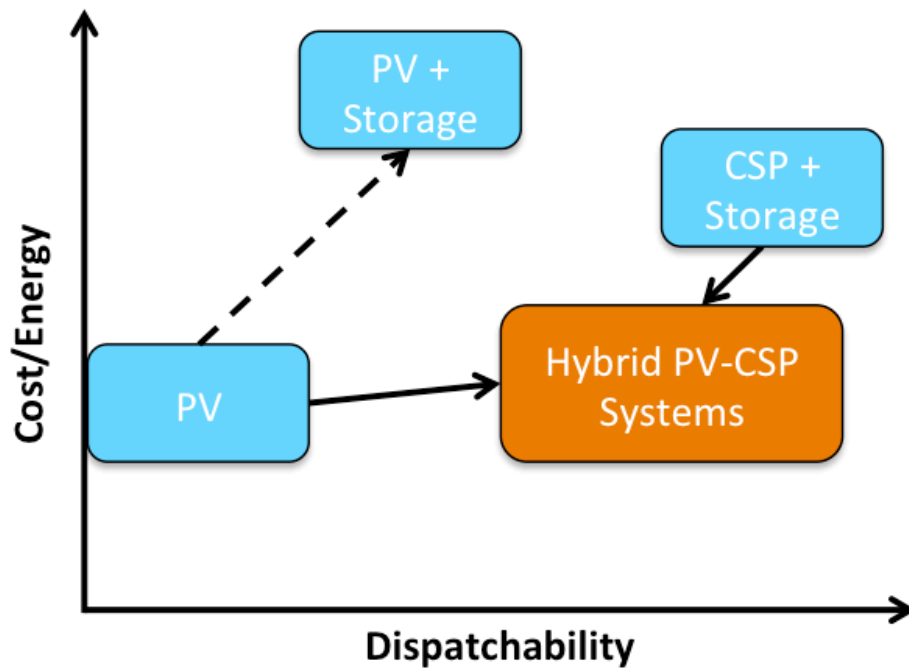 PV +
Storage
CSP +
Storage
Hybrid PV-CSP
Systems
PV
Cost/Energy
Dispatchability